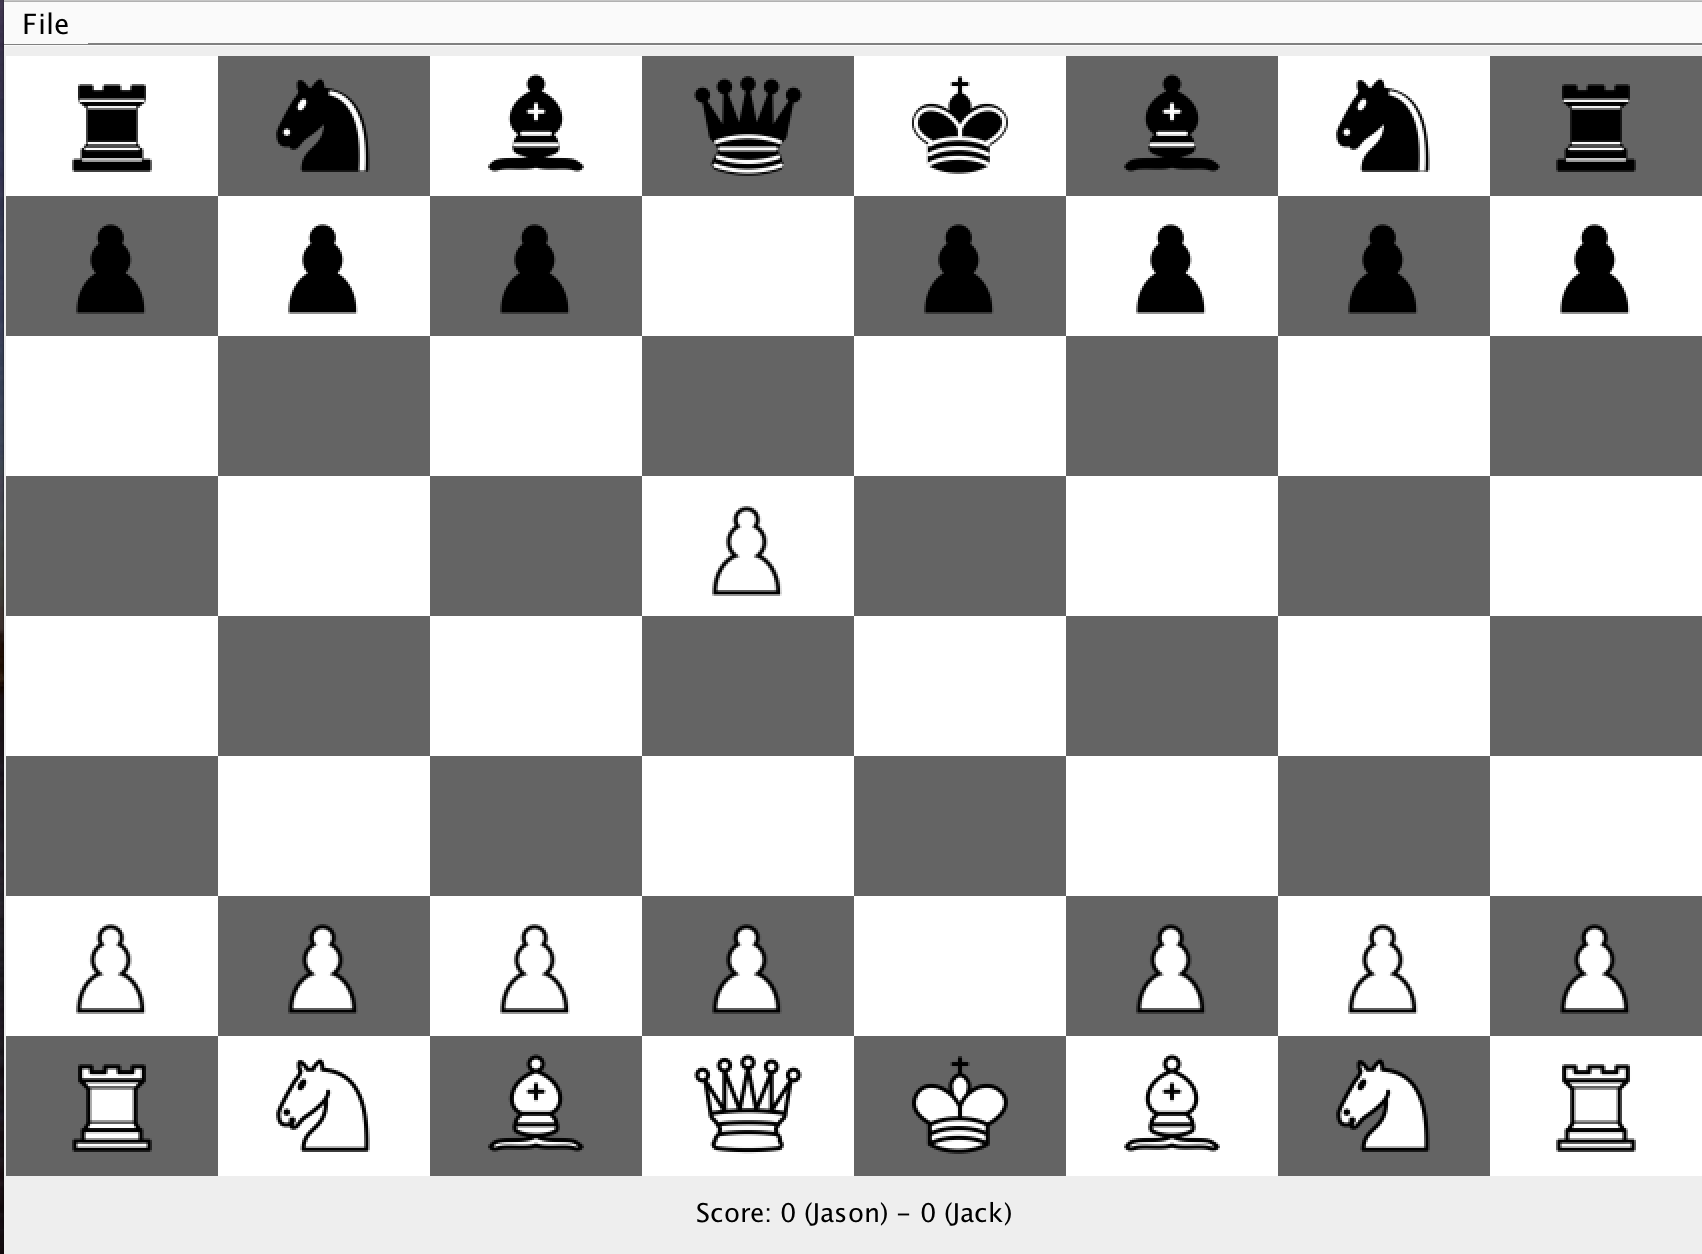 File
Score: 0 (Jason) – 0 (Jack)